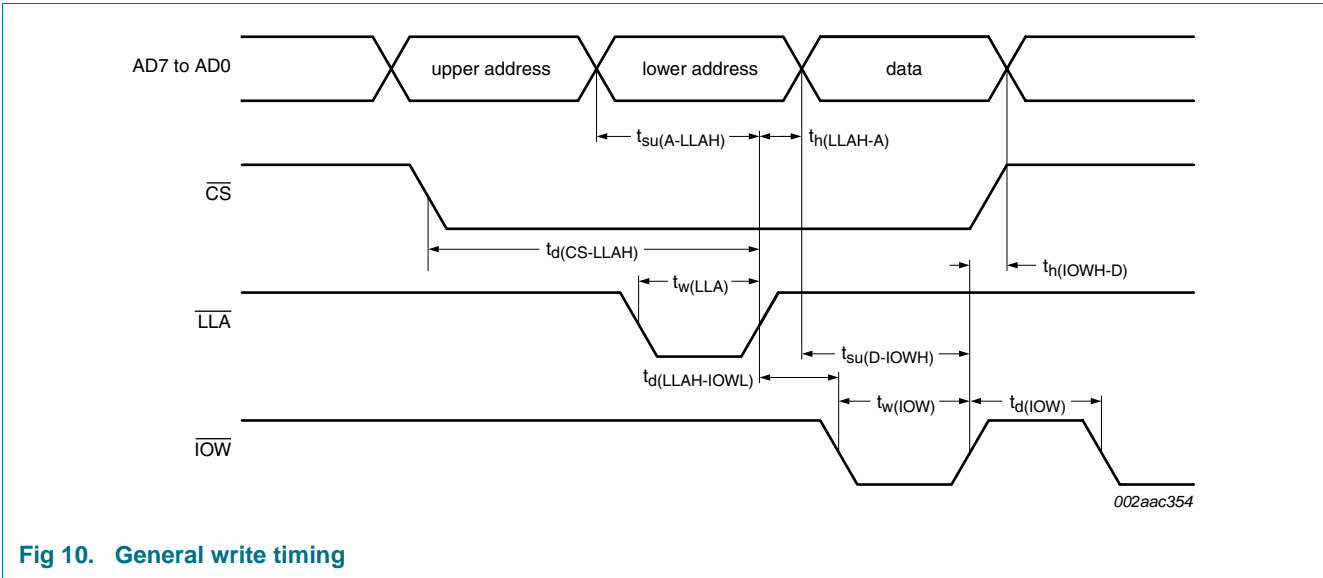 AD7 to AD0
upper address
lower address
data
tsu(A-LLAH)
th(LLAH-A)
CS
td(CS-LLAH)
th(IOWH-D)
tw(LLA)
LLA
tsu(D-IOWH)
td(LLAH-IOWL)
tw(IOW)
td(IOW)
IOW
002aac354
Fig 10. General write timing